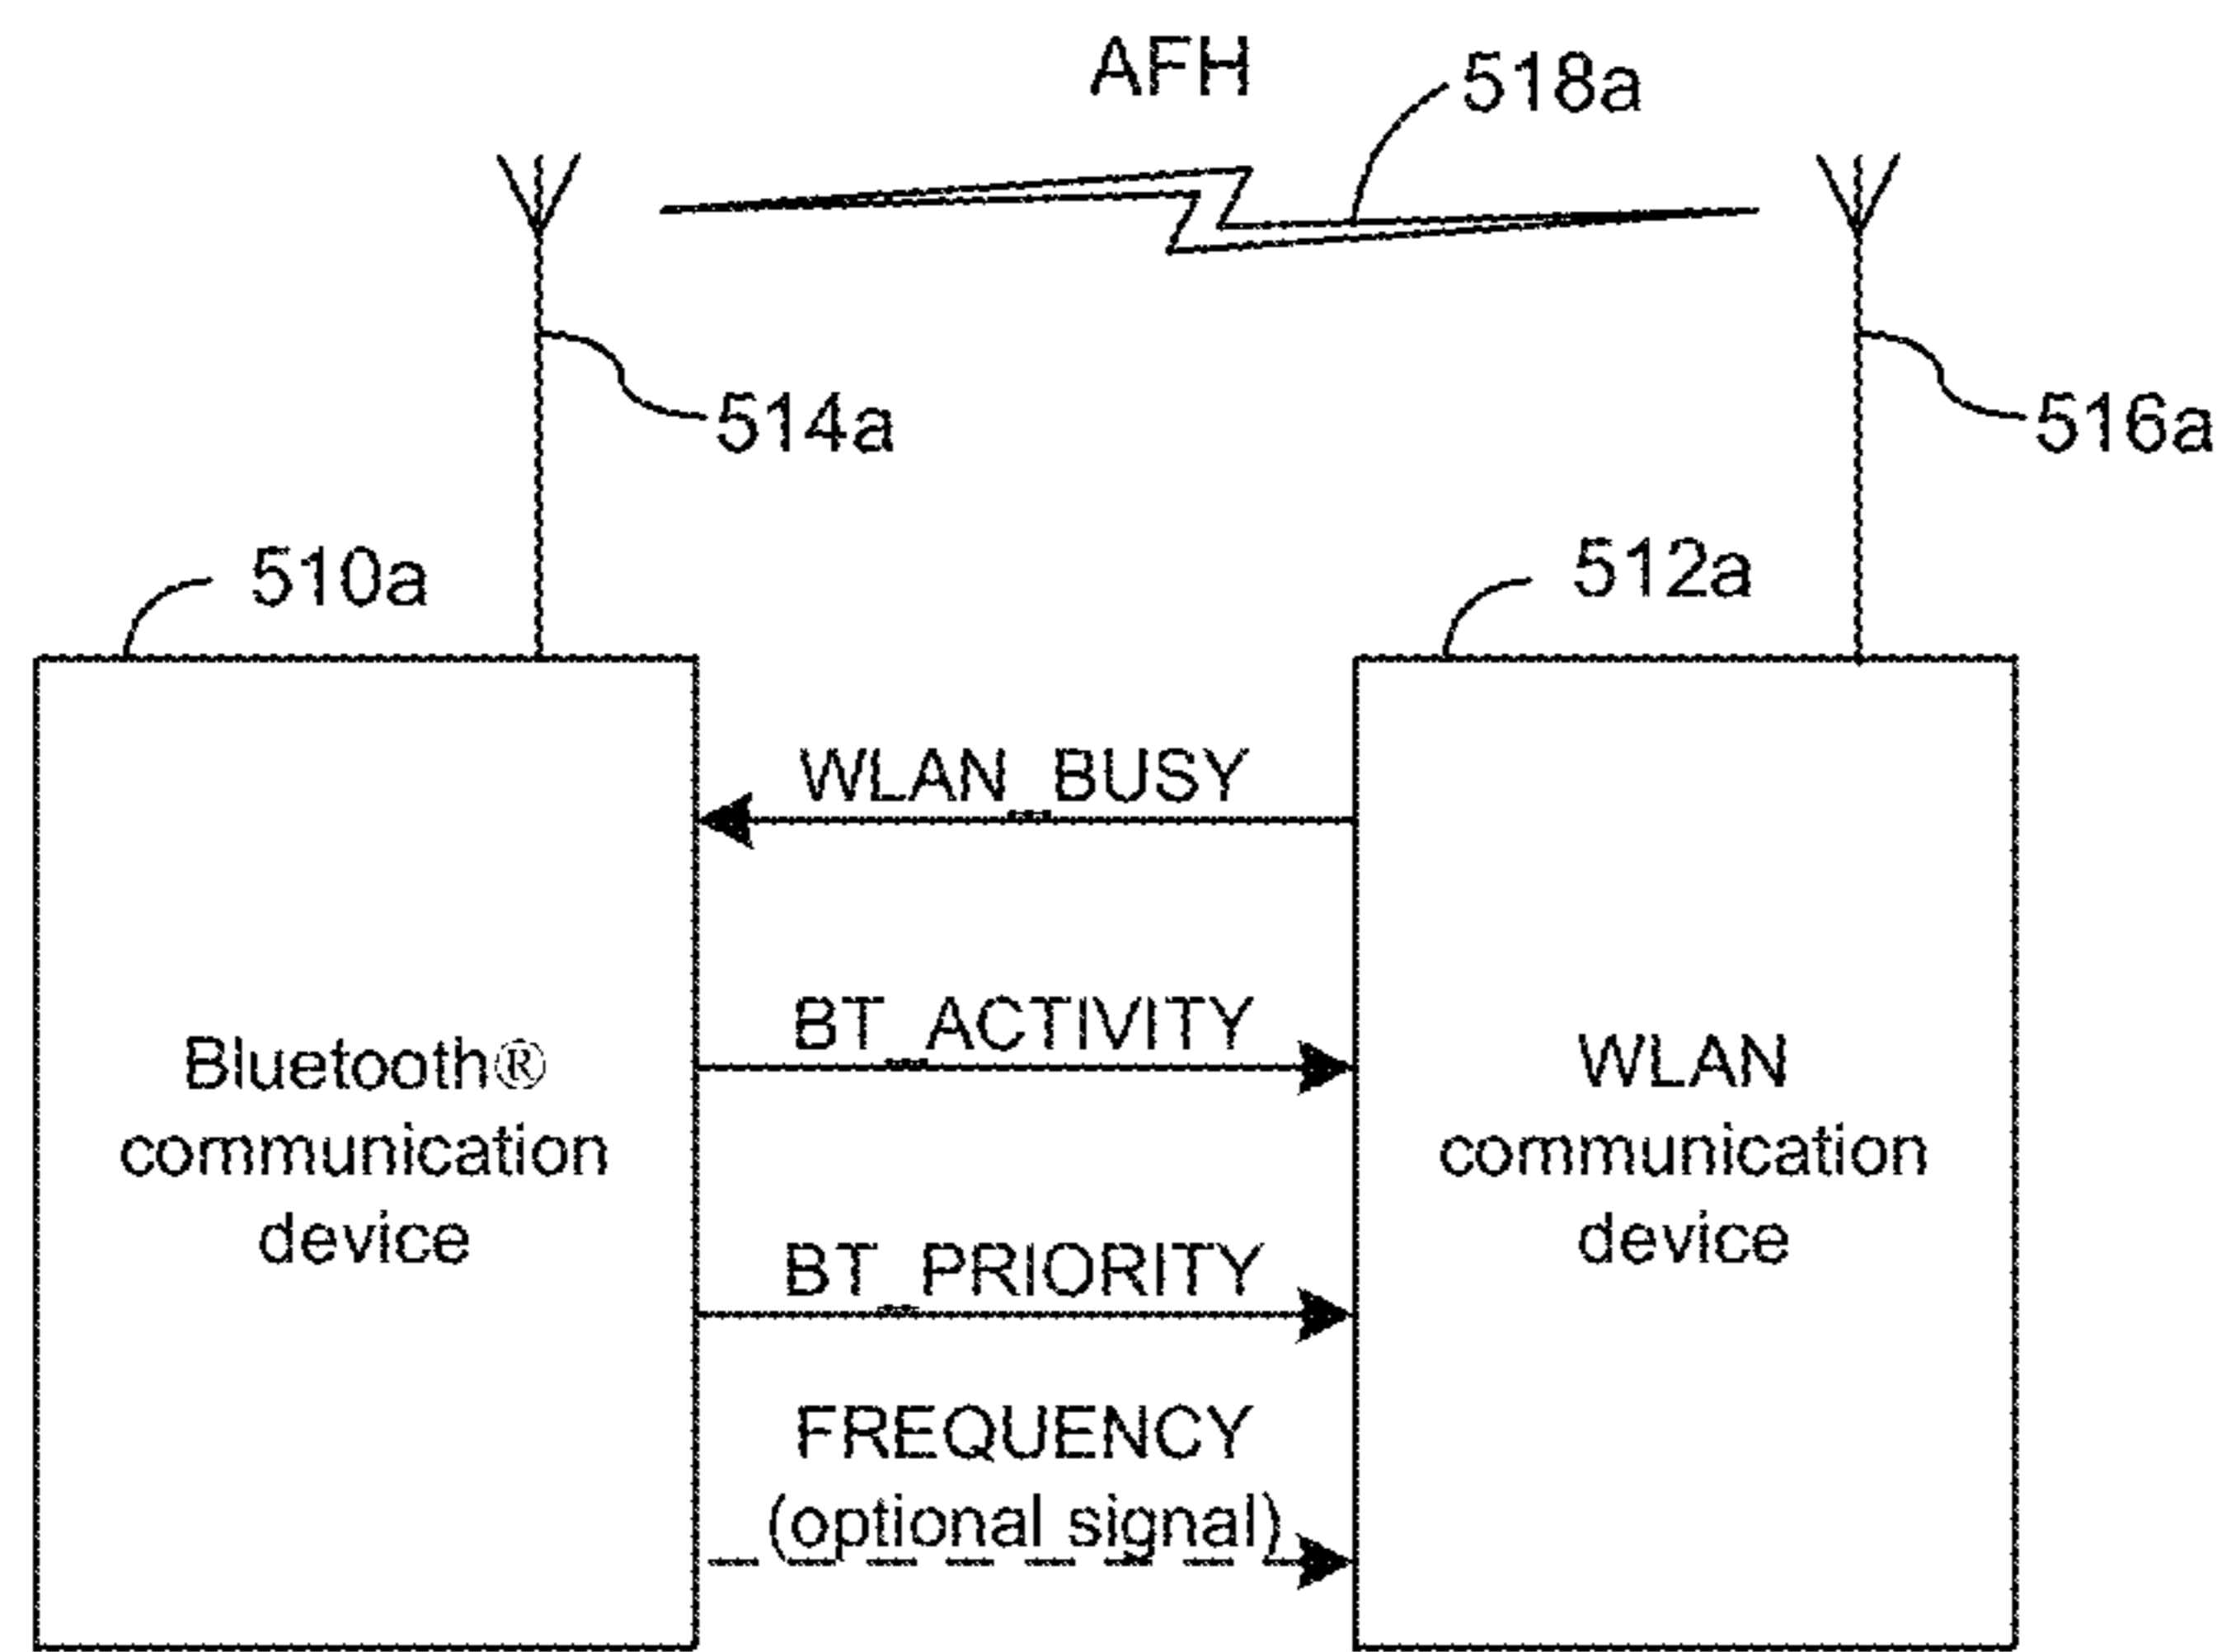 AFH
518a
514a
516a
510a
512a
WLAN_BUSY
BT_ACTIVITY
Bluetooth®
communication
device
WLAN
communication
device
BT_PRIORITY
FREQUENCY
(optional signal)